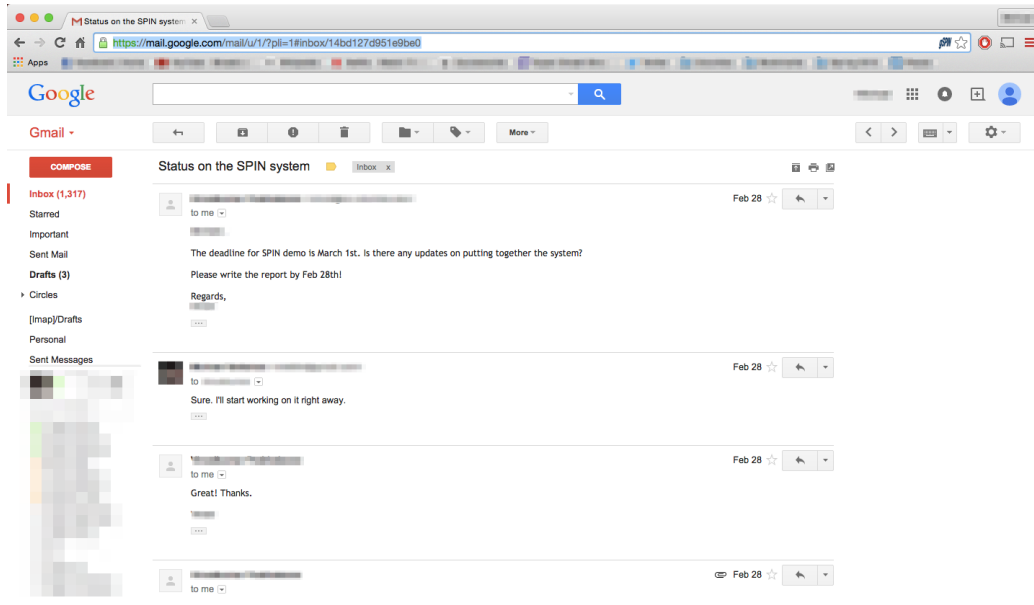 Status on the SPIN system
https://mail.google.com/mail/u/1/?pli=1#inbox/14bd127d951e9be0
Apps
Google
Gmail
More
COMPOSE
Status on the SPIN system
Inbox x
Inbox (1,317)
Starred
Important
Sent Mail
Drafts (3)
Circles
[Imap]/Drafts
Personal
Sent Messages
Feb 28
to me
The deadline for SPIN demo is March 1st. Is there any updates on putting together the system?
Please write the report by Feb 28th!
Regards,
Feb 28
to
Sure. I'll start working on it right away.
Feb 28
to me
Great! Thanks.
Feb 28
to me